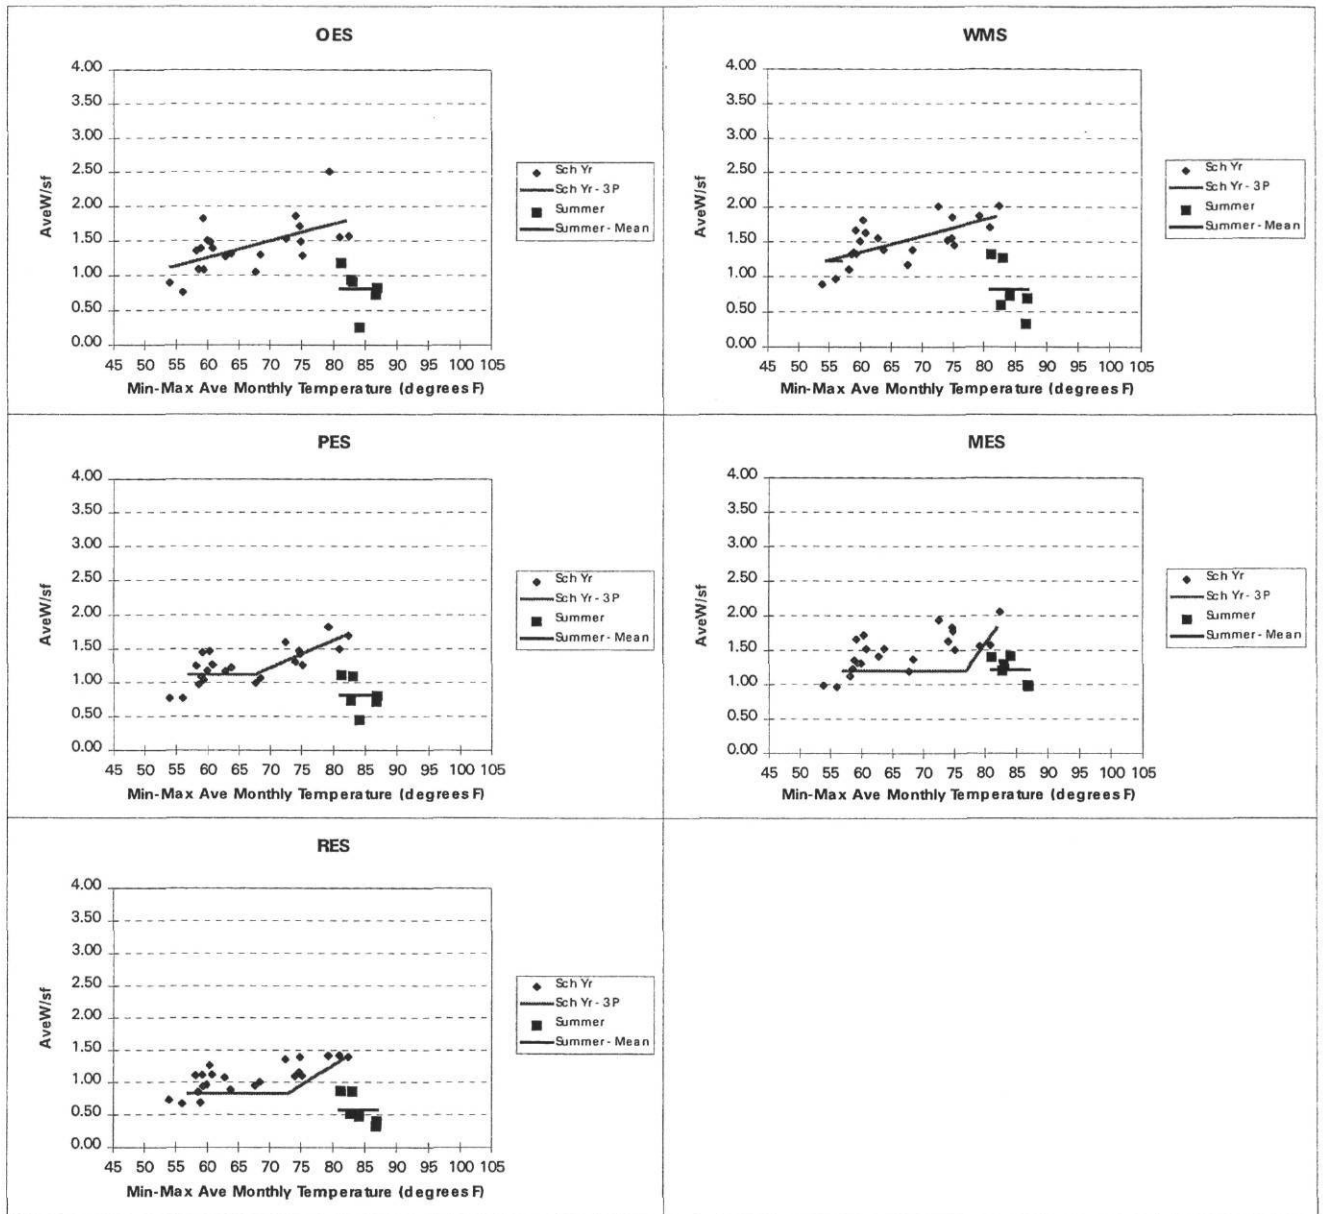 OES
4.00
3.50
3.00
2.50
2.00
1.50
1.00
0.50
0.00
AveW/sf
45 55 60 65 70 75 80 85 90 95 100 105
Min-Max Ave Monthly Temperature (degrees F)
Sch Yr
Sch Yr - 3P
Summer
Summer - Mean
WMS
4.00
3.50
3.00
2.50
2.00
1.50
1.00
0.50
0.00
AveW/sf
45 50 55 60 65 70 75 80 85 90 95 100 105
Min-Max Ave Monthly Temperature (degrees F)
Sch Yr
Sch Yr - 3P
Summer
Summer - Mean
PES
4.00
3.50
3.00
2.50
2.00
1.50
1.00
0.50
0.00
AveW/sf
45 55 60 65 70 75 80 85 90 95 100 105
Min-Max Ave Monthly Temperature (degrees F)
Sch Yr
Sch Yr - 3P
Summer
Summer - Mean
MES
4.00
3.50
3.00
2.50
2.00
1.50
1.00
0.50
0.00
AveW/sf
45 50 55 60 65 70 75 80 85 90 95 100 105
Min-Max Ave Monthly Temperature (degrees F)
Sch Yr
Sch Yr - 3P
Summer
Summer - Mean
RES
4.00
3.50
3.00
2.50
2.00
1.50
1.00
0.50
0.00
AveW/sf
45 55 60 65 70 75 80 85 90 95 100 105
Min-Max Ave Monthly Temperature (degrees F)
Sch Yr
Sch Yr - 3P
Summer
Summer - Mean